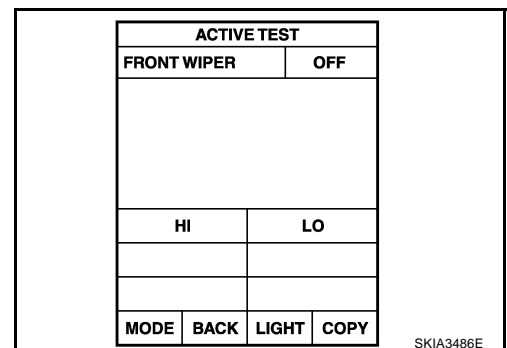 ACTIVE TEST
FRONT WIPER OFF
HI LO
MODE BACK LIGHT COPY
SKIA3486E